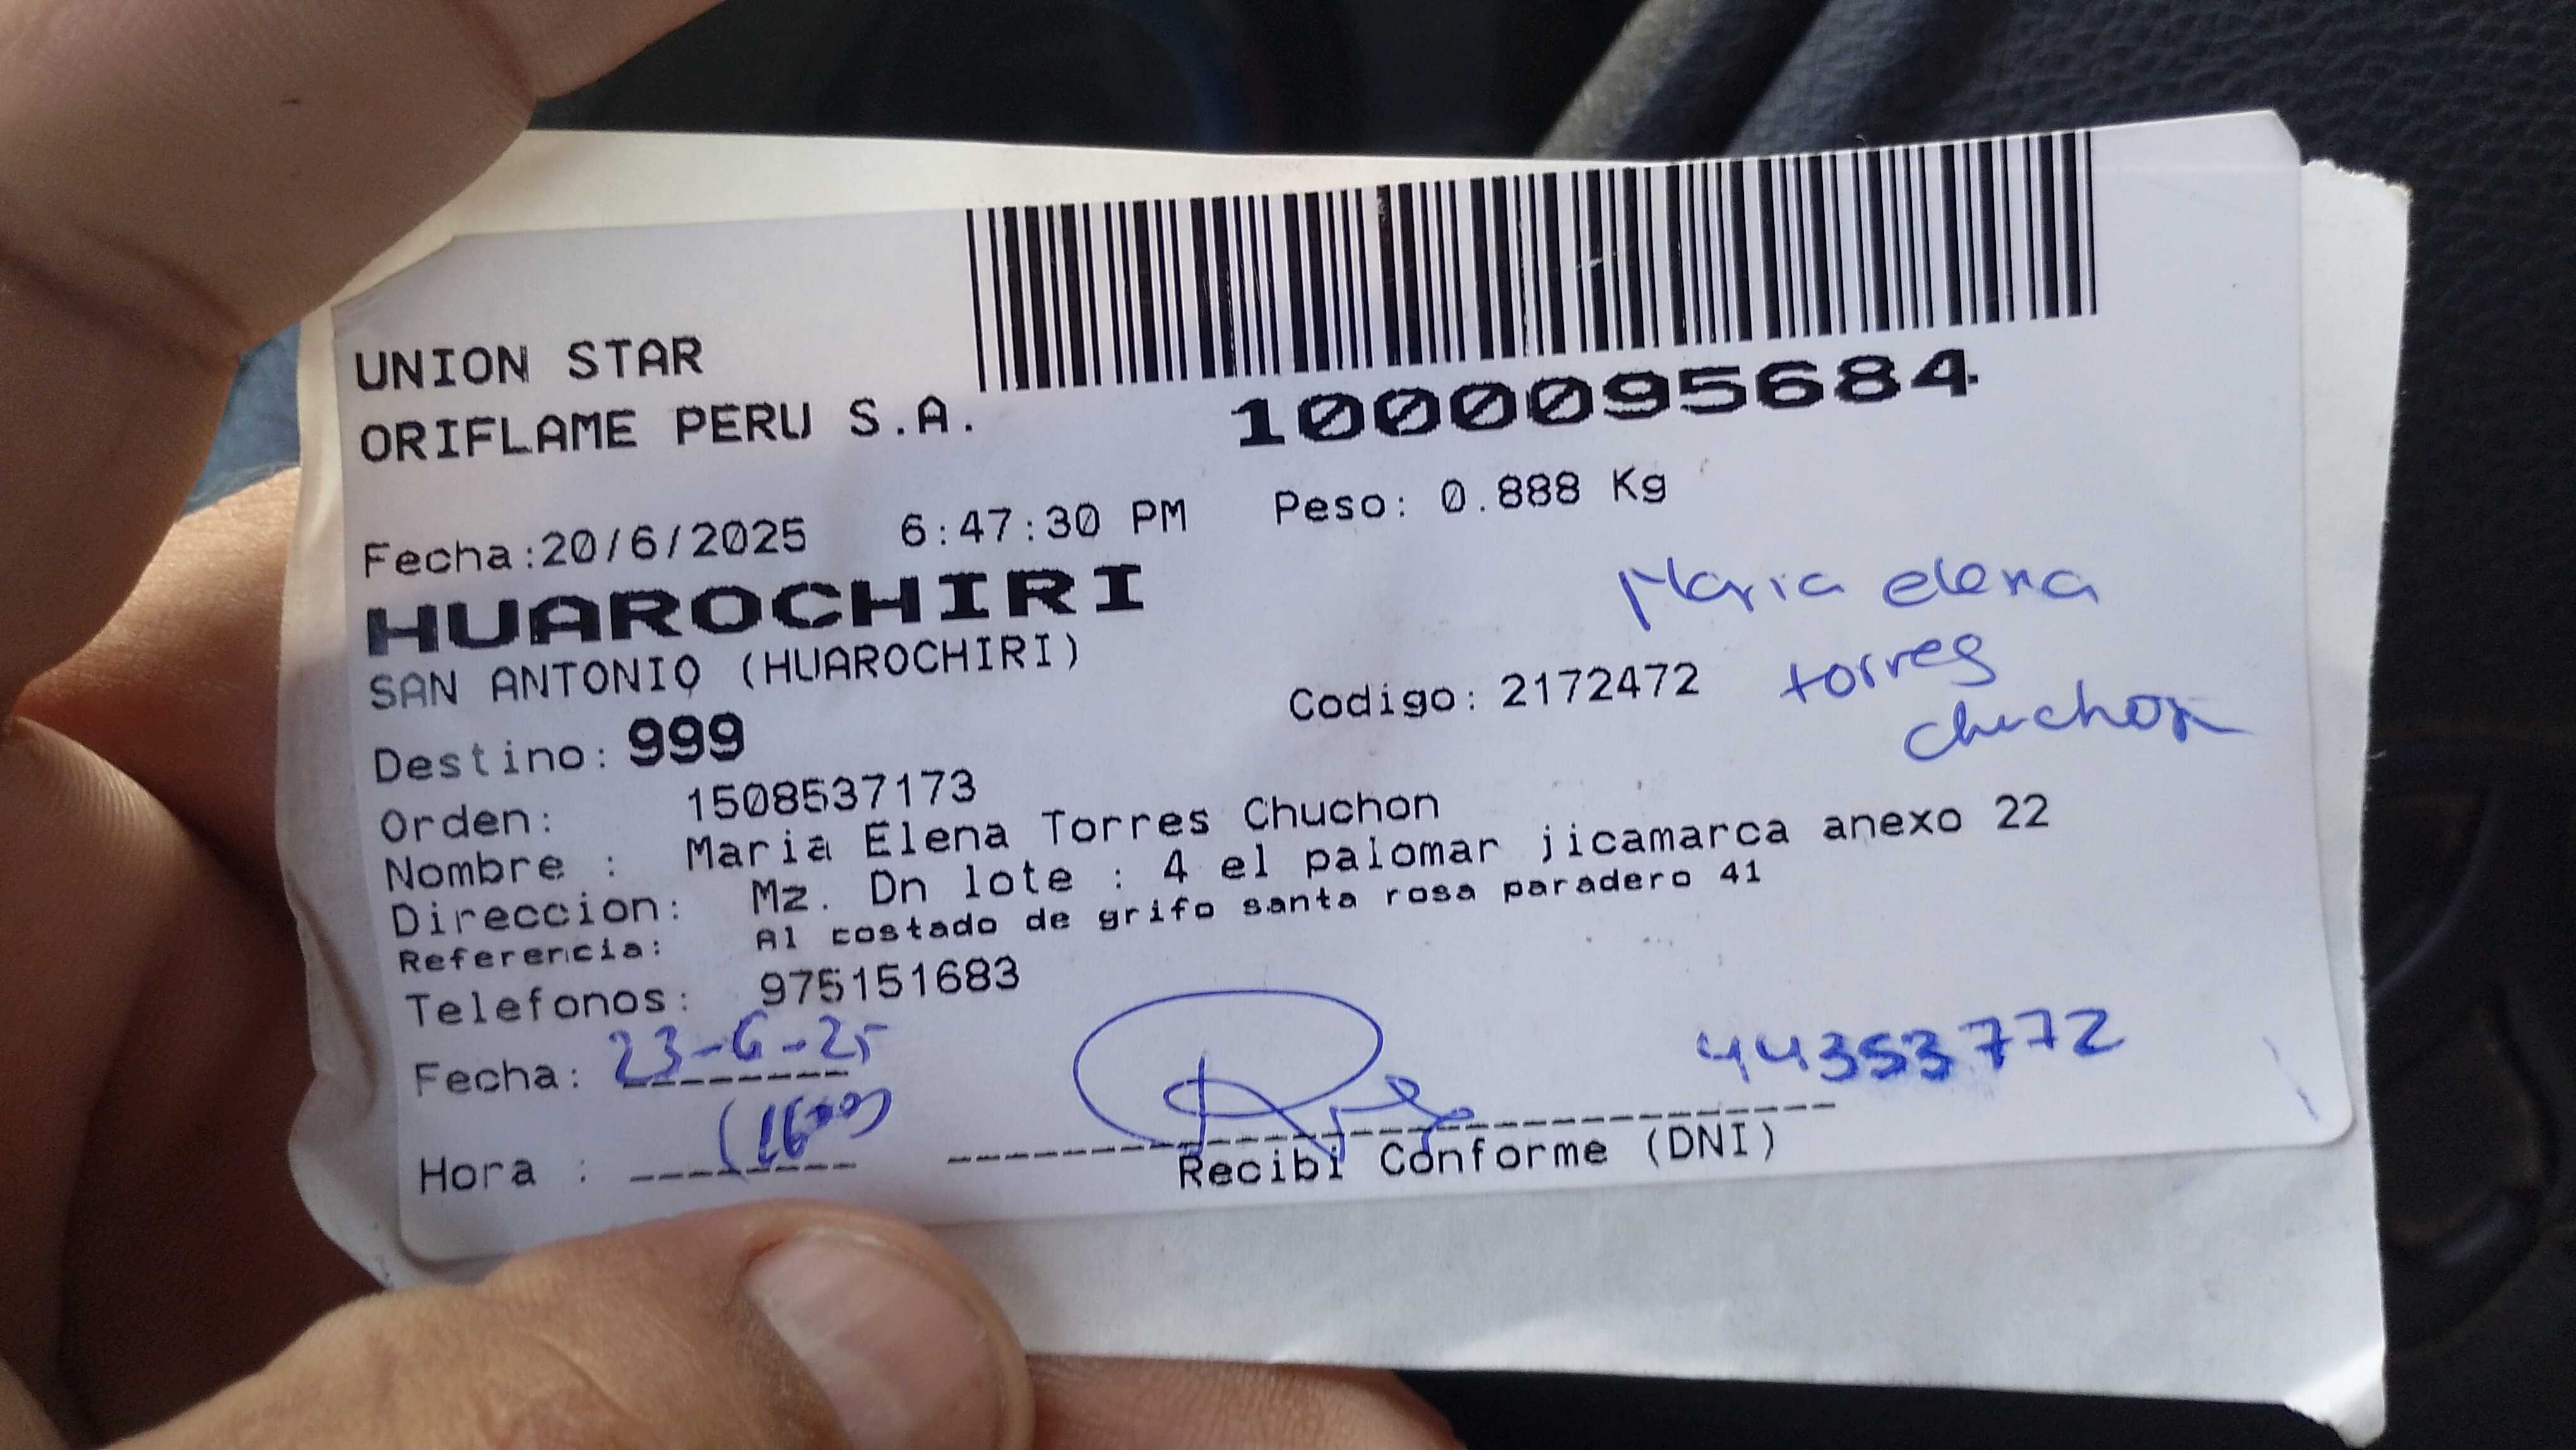 UNION STAR
ORIFLAME PERU S.A.
1000095684
Fecha:20/6/2025 6:47:30 PM Peso: 0.888 Kg
HUAROCHIRI
SAN ANTONIO (HUAROCHIRI)
Maria elena
torres
chuchon
Destino: 999 Codigo: 2172472
Orden: 1508537173
Nombre : Maria Elena Torres Chuchon
Direccion: Mz. Dn lote : 4 el palomar jicamarca anexo 22
Referencia: Al costado de grifo santa rosa paradero 41
Telefonos: 975151683
Fecha: 23-6-25
44353772
Hora :
Recibi Conforme (DNI)